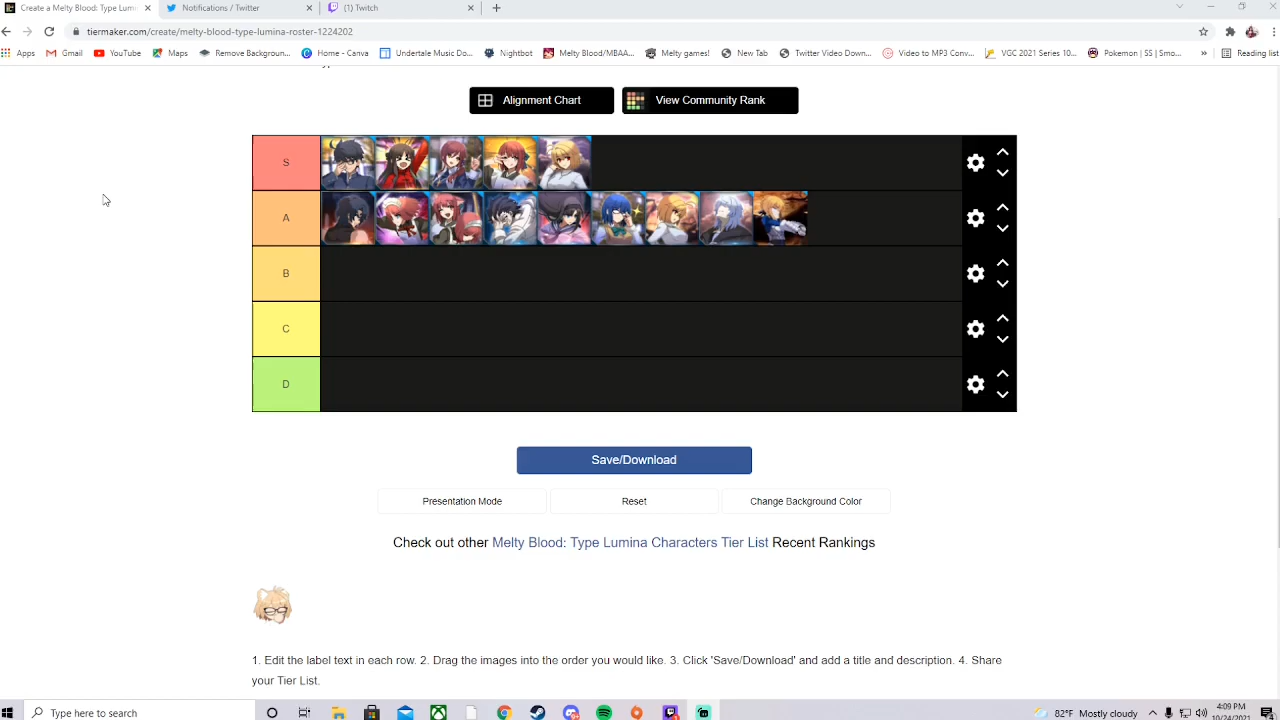 Create a Melty Blood: Type Lumi
Notifications / Twitter
(1) Twitch
tiermaker.com/create/melty-blood-type-lumina-roster-1224202
Apps
Gmail
YouTube
Maps
Remove Backgroun...
Home - Canva
Undertale Music Do...
Nightbot
Melty Blood/MBAA...
Melty games!
New Tab
Twitter Video Down...
Video to MP3 Conv...
VGC 2021 Series 10...
Pokemon | SS | Smo...
Reading list
Alignment Chart
View Community Rank
S
A
B
C
D
Save/Download
Presentation Mode
Reset
Change Background Color
Check out other Melty Blood: Type Lumina Characters Tier List Recent Rankings
1. Edit the label text in each row. 2. Drag the images into the order you would like. 3. Click 'Save/Download' and add a title and description. 4. Share
your Tier List.
Type here to search
82°F Mostly cloudy
4:09 PM
10/24/2021